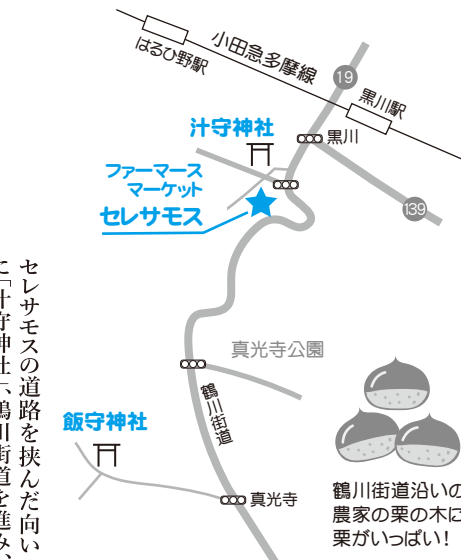 はるひ野駅
小田急多摩線
19
黒川駅
汁守神社
黒川
ファーマース
マーケット
セレサモス
139
真光寺公園
鶴川街道
飯守神社
真光寺
鶴川街道沿いの
農家の栗の木に
栗がいっぱい!
セレサモスの道路を挟んだ向い
に「汁守神社」、鶴川街道を進み、